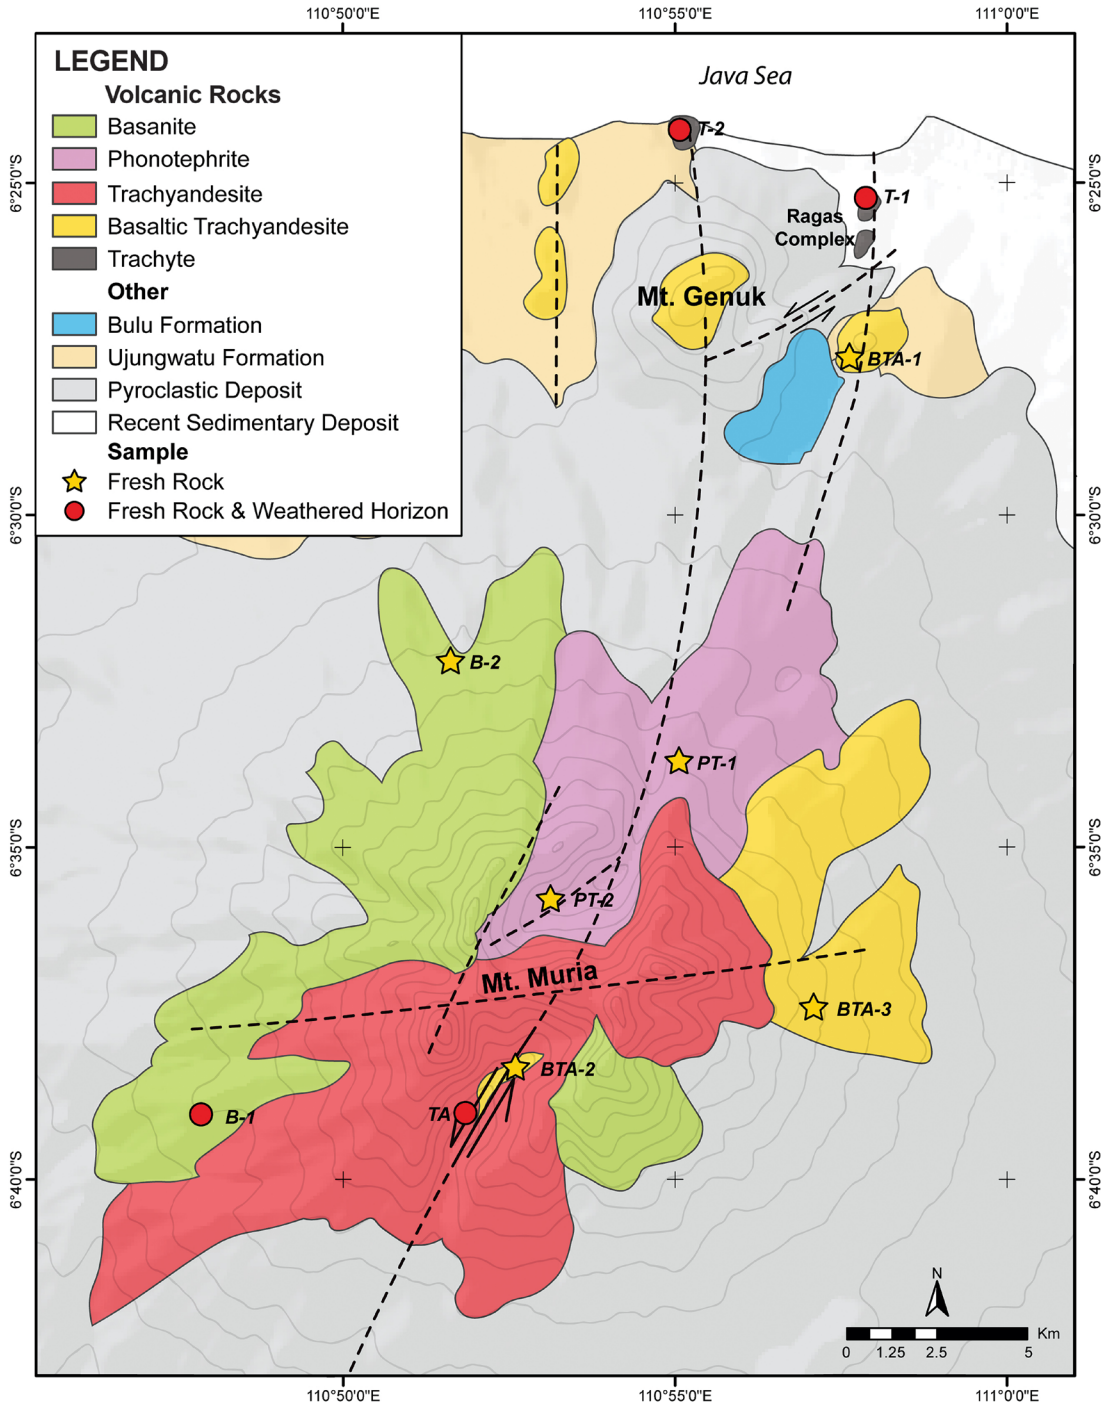 110°50'0"E
110°55'0"E
111°0'0"E
LEGEND
Volcanic Rocks
Basanite
Phonotephrite
Trachyandesite
Basaltic Trachyandesite
Trachyte
Other
Bulu Formation
Ujungwatu Formation
Pyroclastic Deposit
Recent Sedimentary Deposit
Sample
Fresh Rock
Fresh Rock & Weathered Horizon
Java Sea
T-2
6°25'0"S
6°25'0"S
T-1
Ragas
Complex
Mt. Genuk
BTA-1
6°30'0"S
6°30'0"S
B-2
PT-1
6°35'0"S
6°35'0"S
PT-2
Mt. Muria
BTA-3
BTA-2
TA
B-1
6°40'0"S
6°40'0"S
N
Km
0
1.25
2.5
5
110°50'0"E
110°55'0"E
111°0'0"E